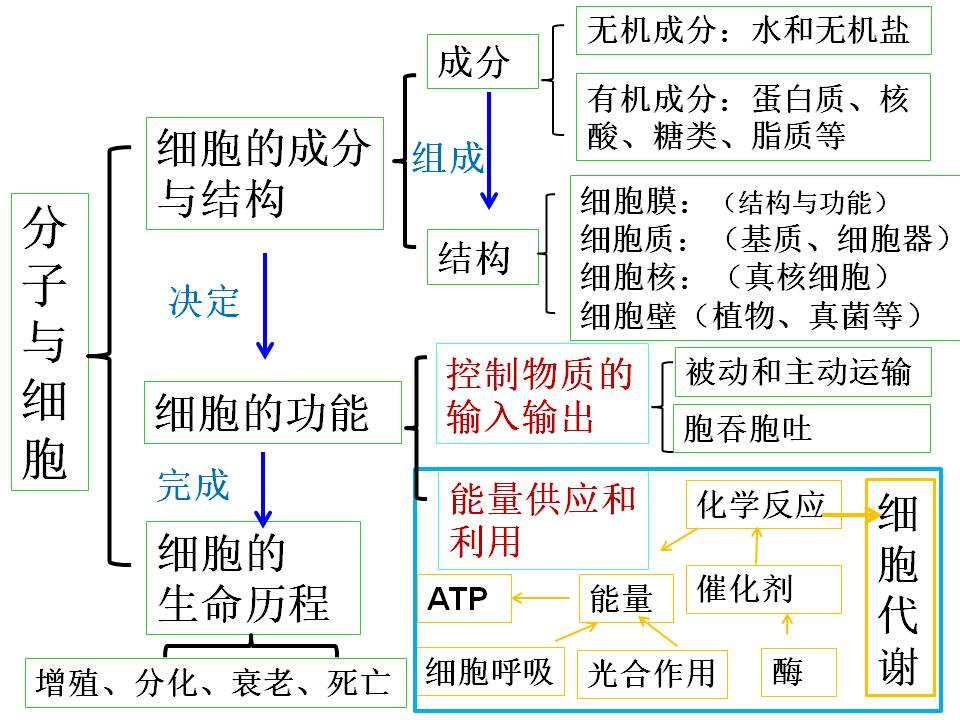 分
子
与
细
胞
细胞的成分
与结构
决定
细胞的功能
完成
细胞的
生命历程
增殖、分化、衰老、死亡
成分
组成
结构
无机成分：水和无机盐
有机成分：蛋白质、核
酸、糖类、脂质等
细胞膜：（结构与功能）
细胞质：（基质、细胞器）
细胞核：（真核细胞）
细胞壁（植物、真菌等）
控制物质的
输入输出
被动和主动运输
胞吞胞吐
能量供应和
利用
化学反应
ATP
能量
催化剂
细胞呼吸
光合作用
酶
细
胞
代
谢